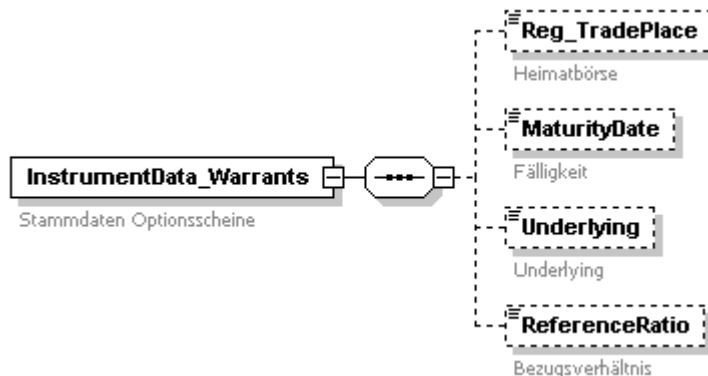 Reg_TradePlace
Heimatbörse
MaturityDate
Fälligkeit
InstrumentData_Warrants
Stammdaten Optionsscheine
Underlying
Underlying
ReferenceRatio
Bezugsverhältnis